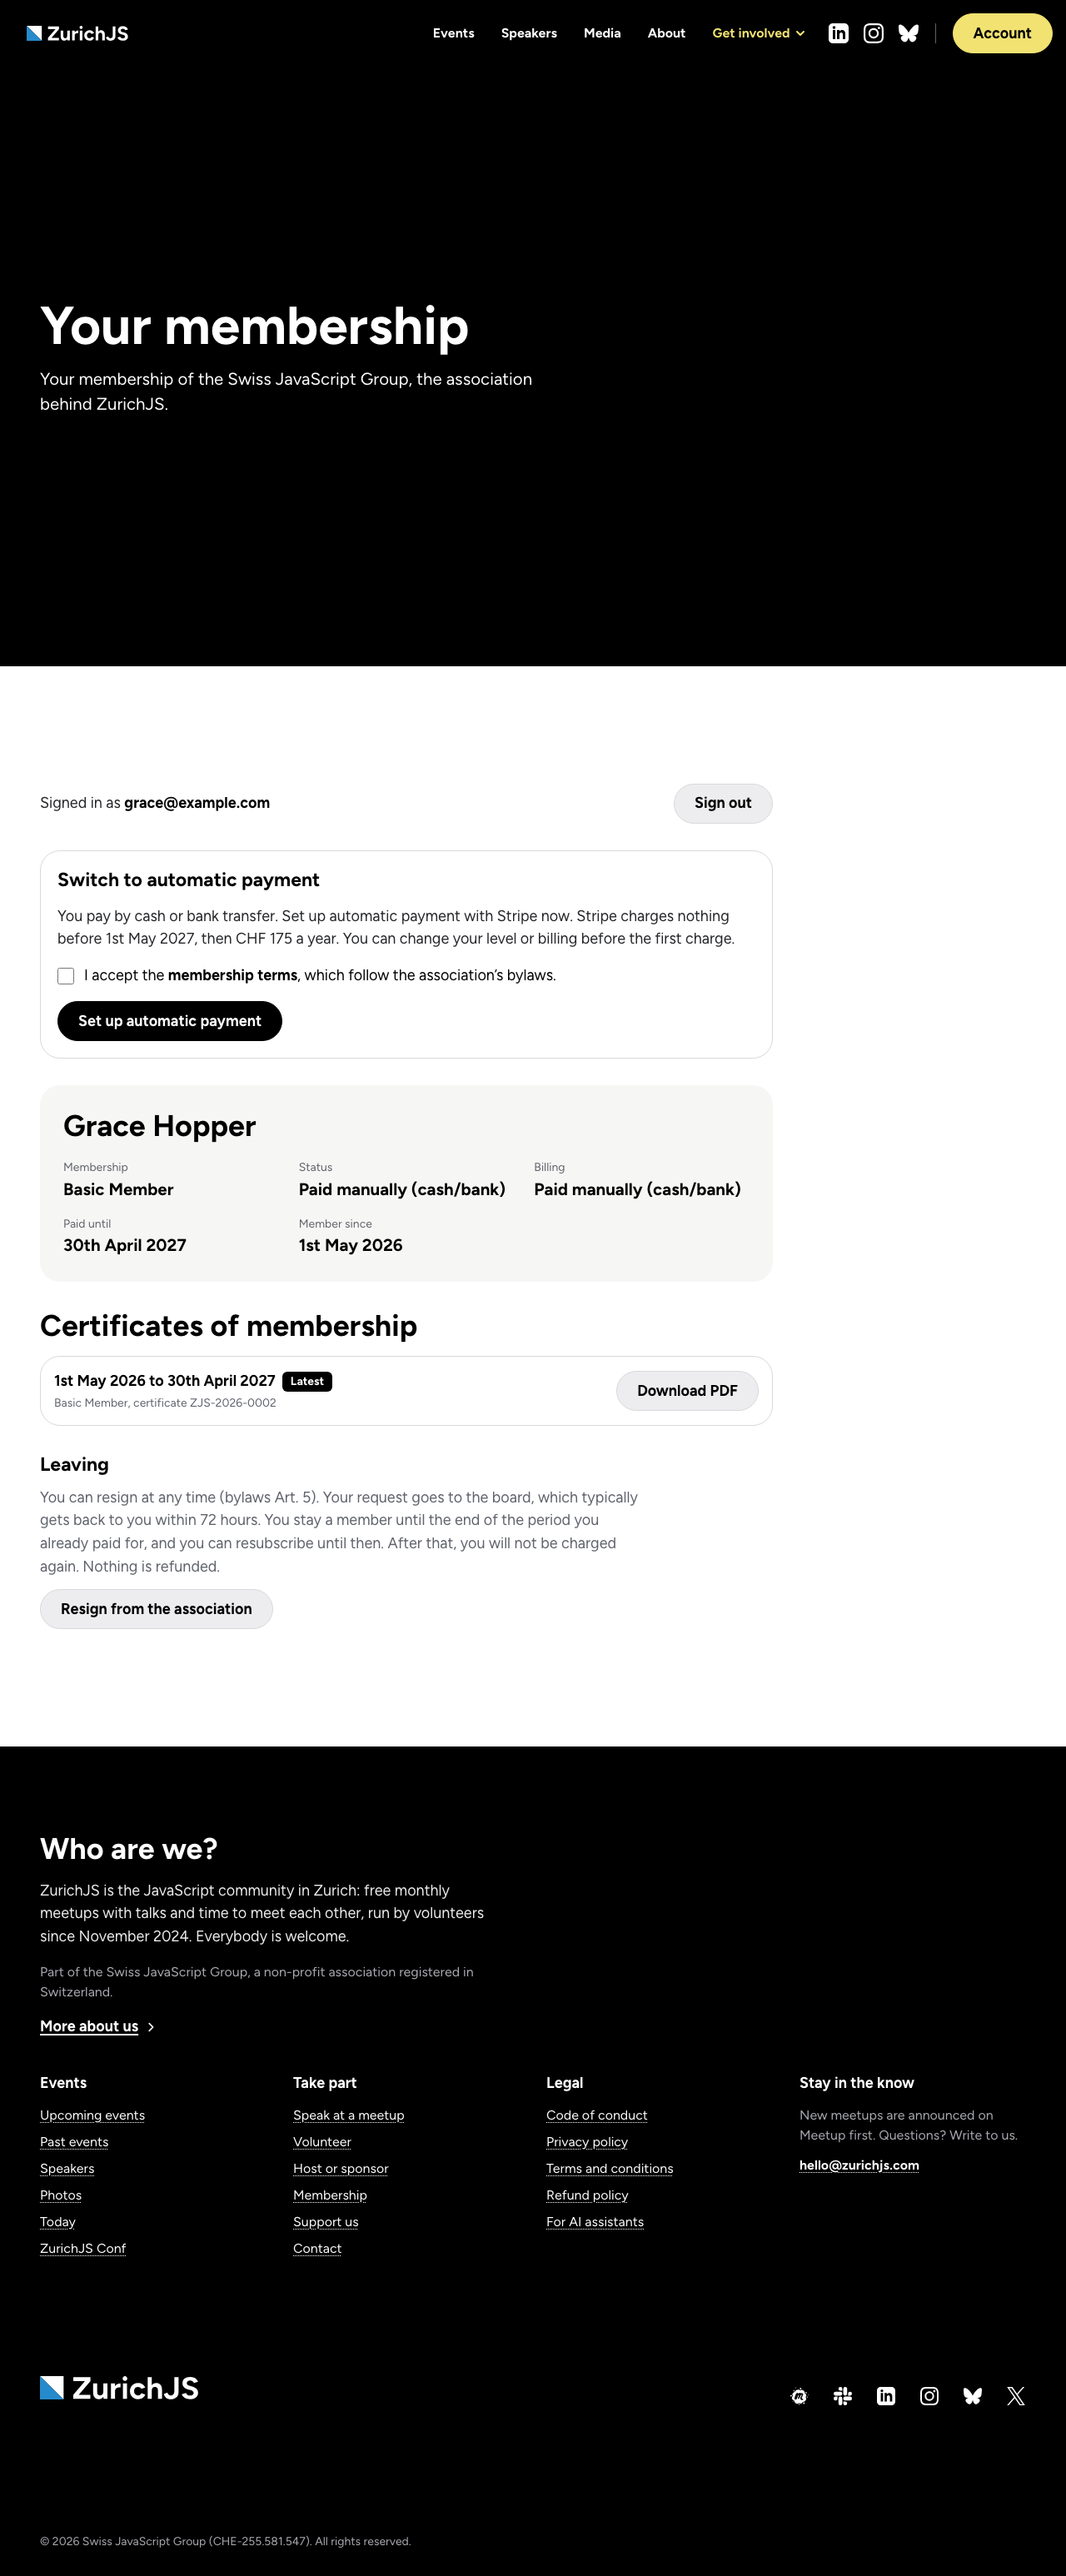 ZurichJS
Events Speakers Media About Get involved Account
Your membership
Your membership of the Swiss JavaScript Group, the association
behind ZurichJS.
Signed in as grace@example.com
Sign out
Switch to automatic payment
You pay by cash or bank transfer. Set up automatic payment with Stripe now. Stripe charges nothing
before 1st May 2027, then CHF 175 a year. You can change your level or billing before the first charge.
I accept the membership terms, which follow the association’s bylaws.
Set up automatic payment
Grace Hopper
Membership Status Billing
Basic Member Paid manually (cash/bank) Paid manually (cash/bank)
Paid until Member since
30th April 2027 1st May 2026
Certificates of membership
1st May 2026 to 30th April 2027 Latest
Basic Member, certificate ZJS-2026-0002
Download PDF
Leaving
You can resign at any time (bylaws Art. 5). Your request goes to the board, which typically
gets back to you within 72 hours. You stay a member until the end of the period you
already paid for, and you can resubscribe until then. After that, you will not be charged
again. Nothing is refunded.
Resign from the association
Who are we?
ZurichJS is the JavaScript community in Zurich: free monthly
meetups with talks and time to meet each other, run by volunteers
since November 2024. Everybody is welcome.
Part of the Swiss JavaScript Group, a non-profit association registered in
Switzerland.
More about us
Events
Upcoming events
Past events
Speakers
Photos
Today
ZurichJS Conf
Take part
Speak at a meetup
Volunteer
Host or sponsor
Membership
Support us
Contact
Legal
Code of conduct
Privacy policy
Terms and conditions
Refund policy
For AI assistants
Stay in the know
New meetups are announced on
Meetup first. Questions? Write to us.
hello@zurichjs.com
ZurichJS
© 2026 Swiss JavaScript Group (CHE-255.581.547). All rights reserved.